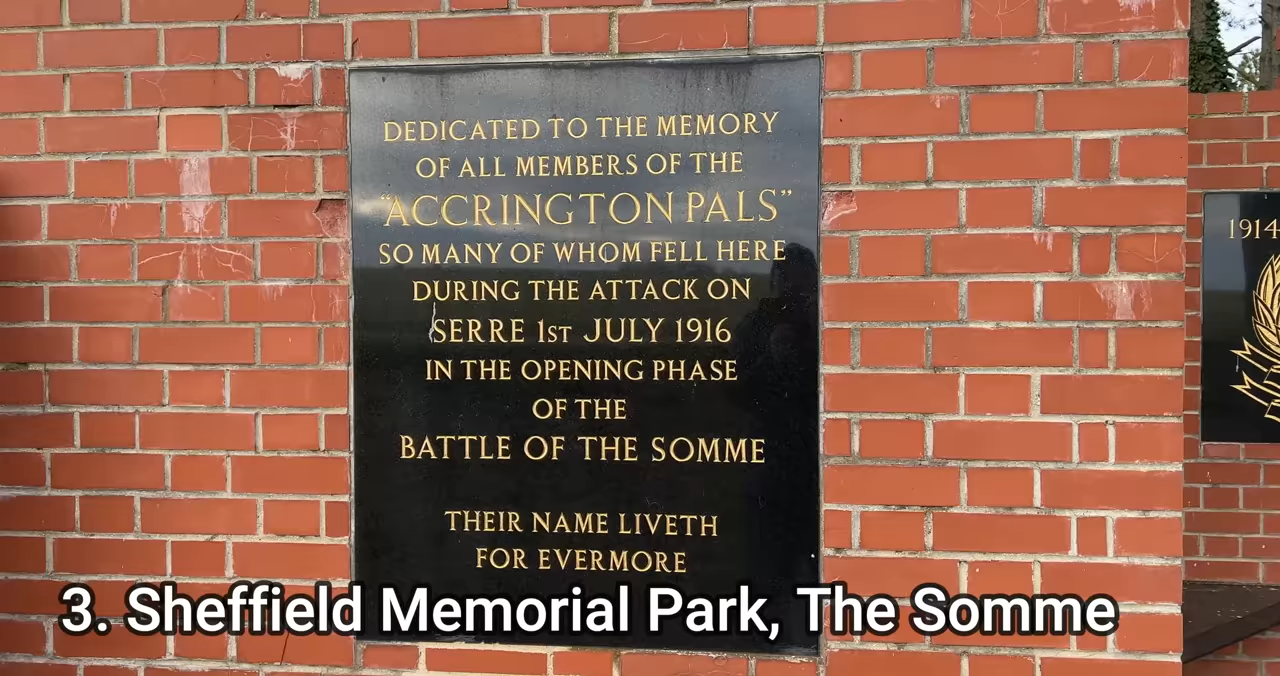 DEDICATED TO THE MEMORY
OF ALL MEMBERS OF THE
"ACCRINGTON PALS"
SO MANY OF WHOM FELL HERE
DURING THE ATTACK ON
SERRE 1ST JULY 1916
IN THE OPENING PHASE
OF THE
BATTLE OF THE SOMME
THEIR NAME LIVETH
FOR EVERMORE
1914
3. Sheffield Memorial Park, The Somme